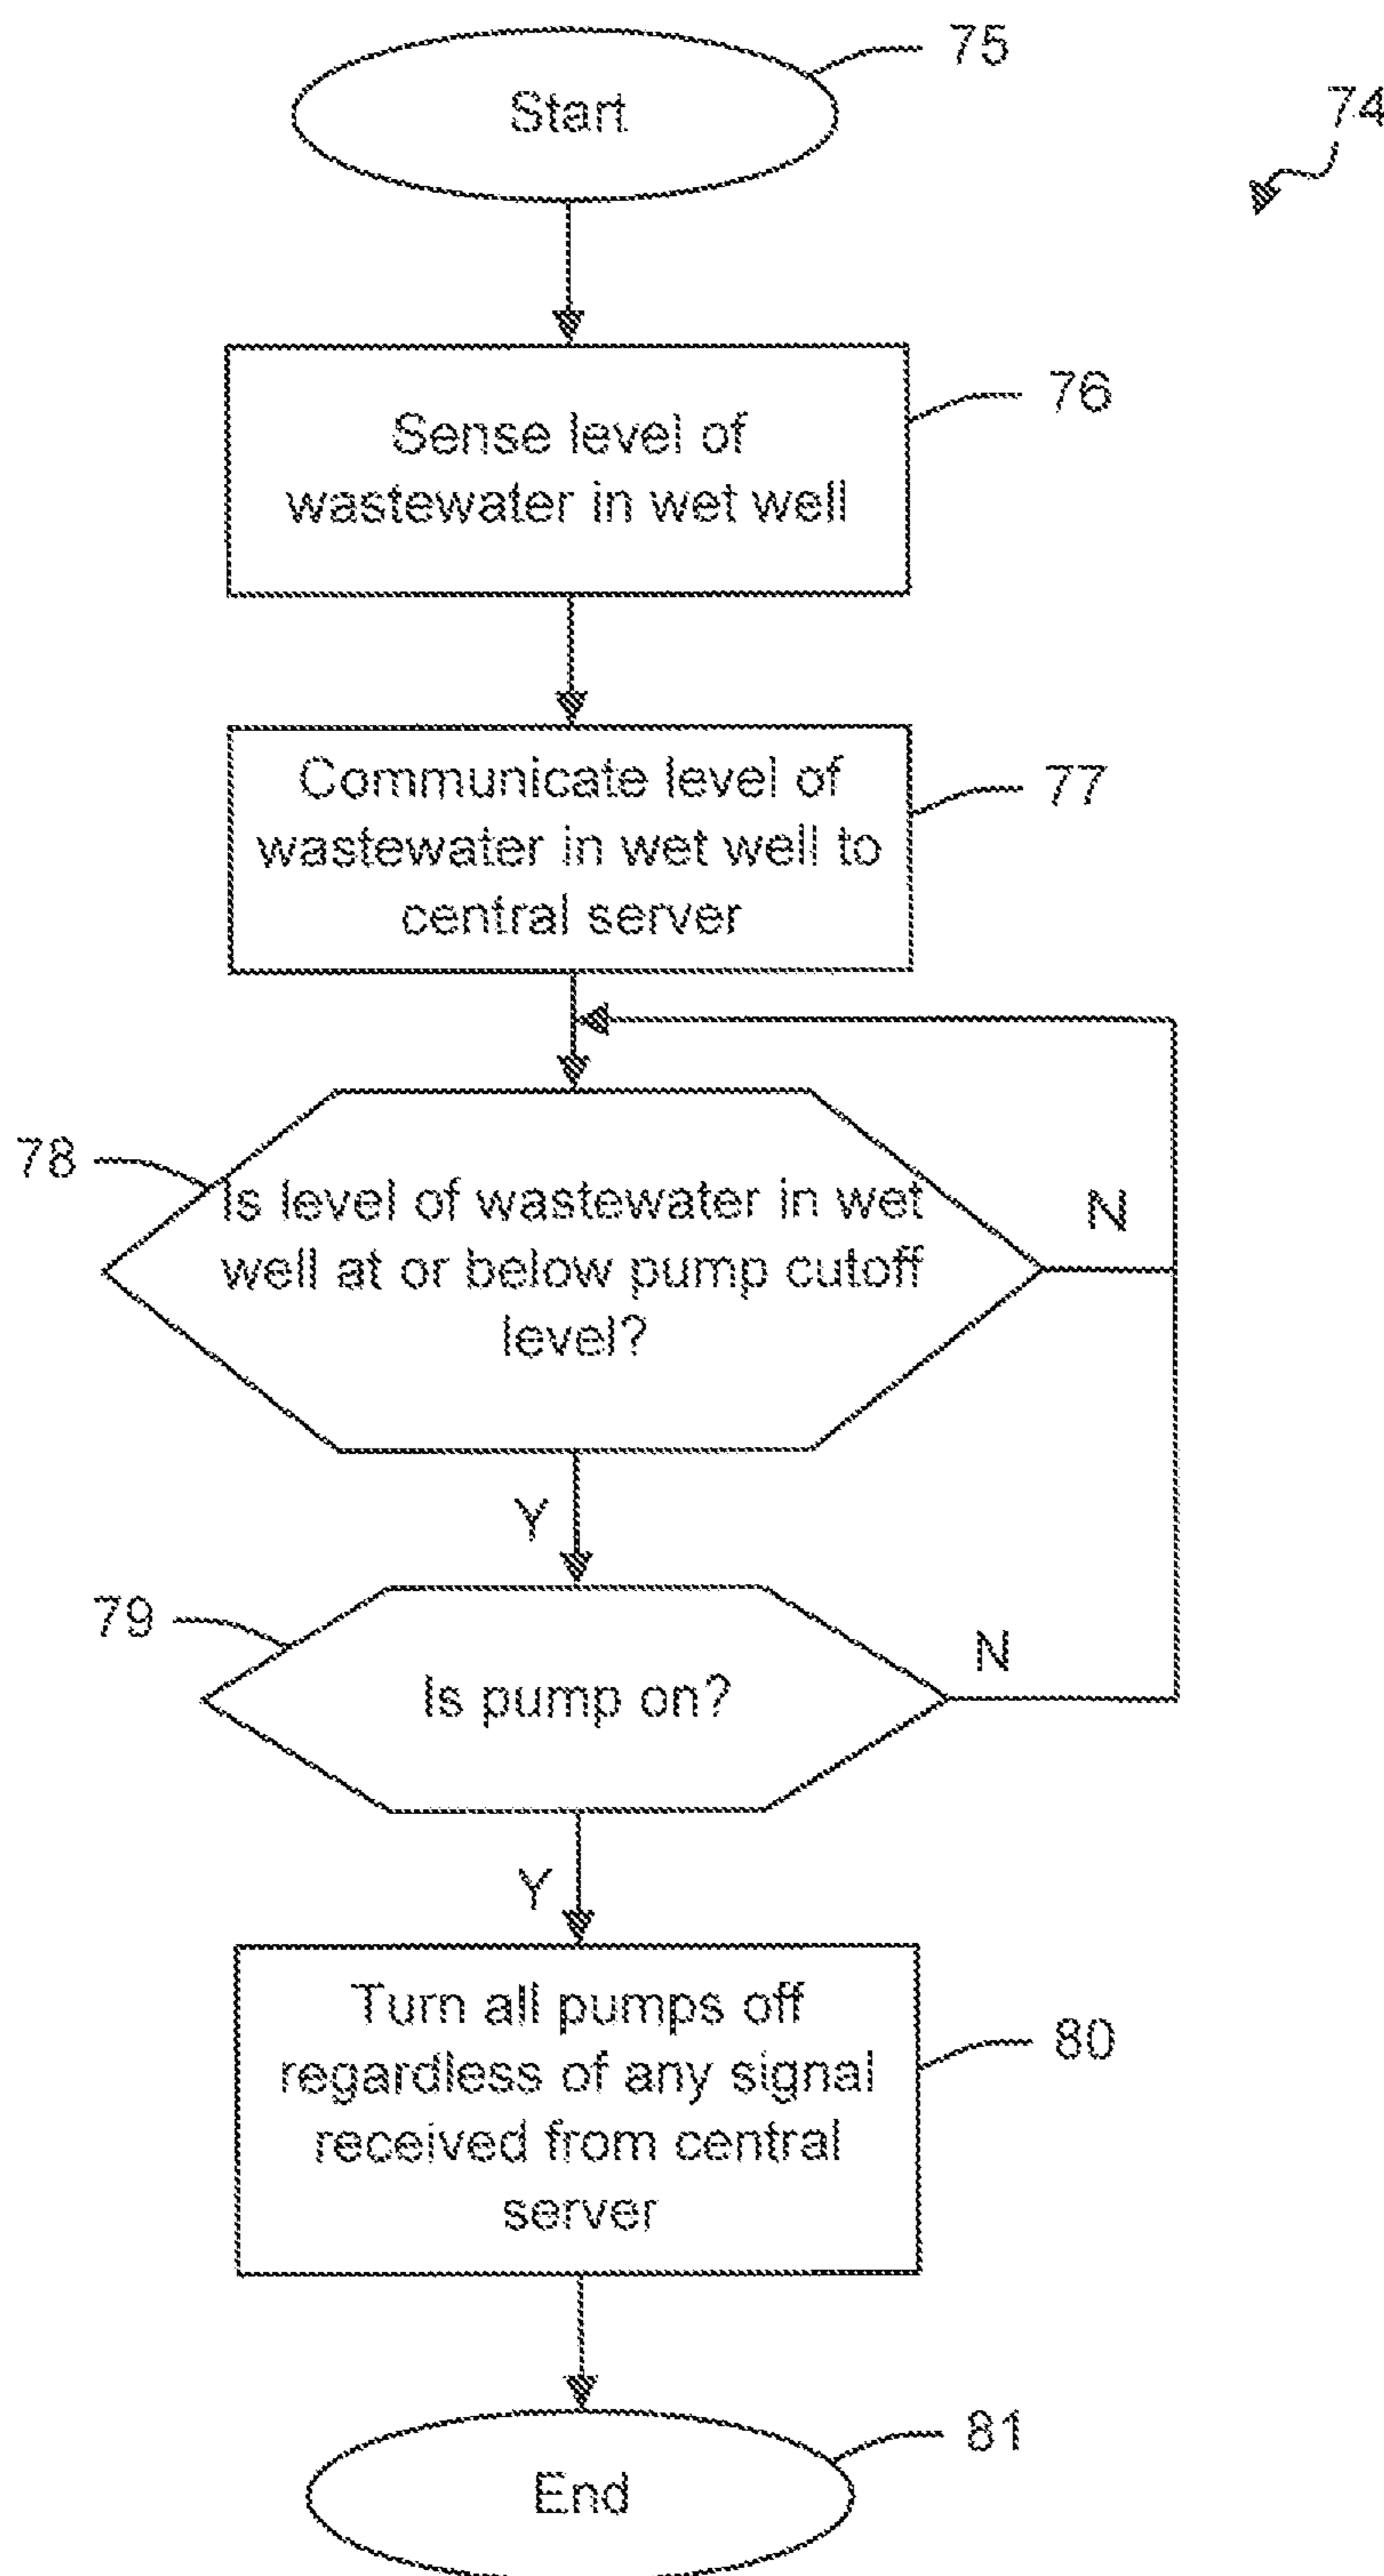 75
Start
74
Sense level of
wastewater in wet well
76
Communicate level of
wastewater in wet well to
central server
77
78
Is level of wastewater in wet
well at or below pump cutoff
level?
N
Y
79
Is pump on?
N
Y
Turn all pumps off
regardless of any signal
received from central
server
80
81
End